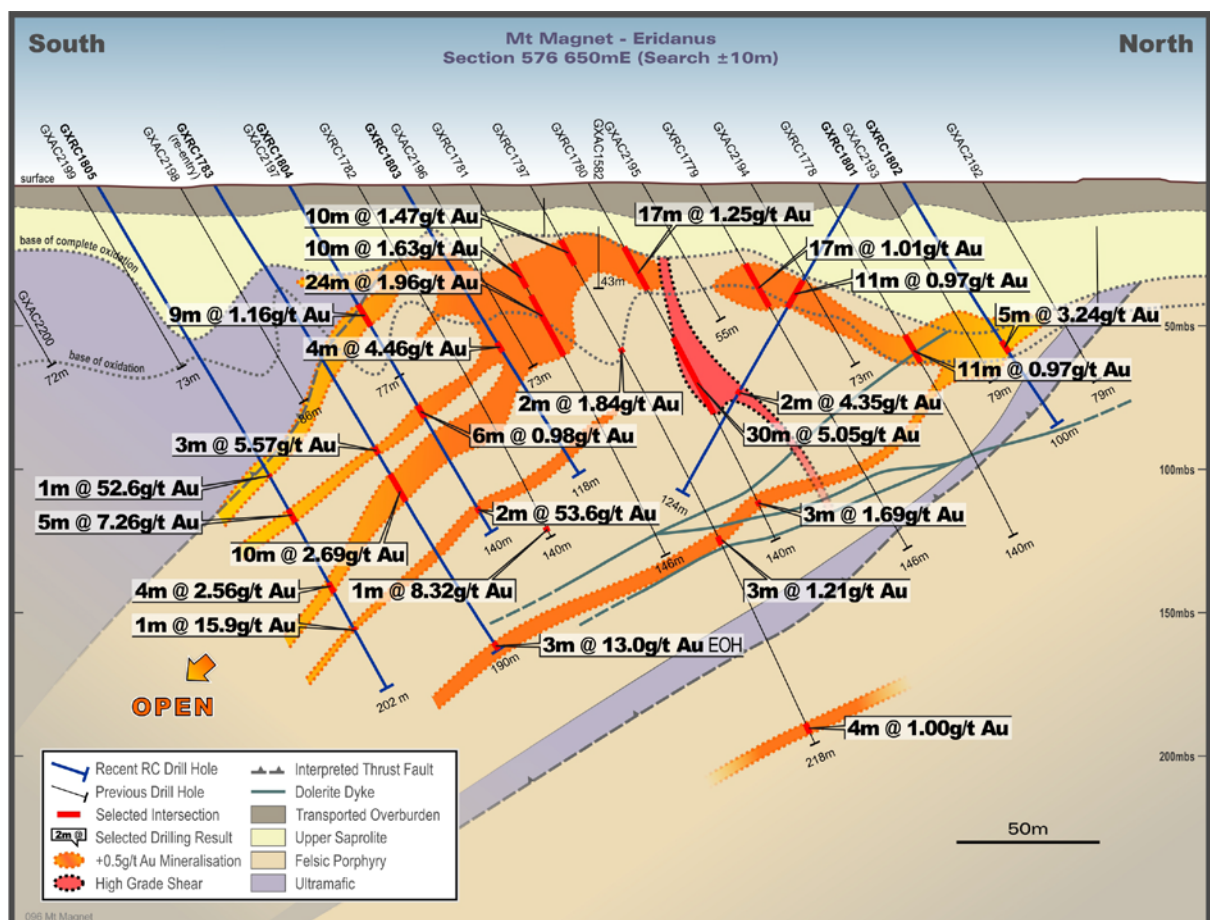 South
Mt Magnet - Eridanus
Section 576 650mE (Search ±10m)
North
GXAC2199
GXRC1805
GXAC2198
GXRC1783
(re-entry)
GXAC2197
GXRC1804
GXRC1782
GXRC1803
GXAC2196
GXRC1781
GXRC1797
GXRC1780
GXAC1582
GXAC2195
GXRC1779
GXAC2194
GXRC1778
GXRC1801
GXAC2193
GXRC1802
GXAC2192
surface
10m @ 1.47g/t Au
17m @ 1.25g/t Au
base of complete oxidation
10m @ 1.63g/t Au
17m @ 1.01g/t Au
24m @ 1.96g/t Au
43m
11m @ 0.97g/t Au
GXAC2200
9m @ 1.16g/t Au
55m
5m @ 3.24g/t Au
50mbs
4m @ 4.46g/t Au
base of oxidation
72m
73m
77m
73m
73m
11m @ 0.97g/t Au
79m
79m
86m
2m @ 1.84g/t Au
2m @ 4.35g/t Au
6m @ 0.98g/t Au
30m @ 5.05g/t Au
100m
3m @ 5.57g/t Au
100mbs
1m @ 52.6g/t Au
118m
124m
5m @ 7.26g/t Au
2m @ 53.6g/t Au
3m @ 1.69g/t Au
10m @ 2.69g/t Au
140m
140m
146m
140m
146m
140m
4m @ 2.56g/t Au
1m @ 8.32g/t Au
3m @ 1.21g/t Au
1m @ 15.9g/t Au
150mbs
3m @ 13.0g/t Au EOH
190m
202 m
OPEN
4m @ 1.00g/t Au
218m
200mbs
Recent RC Drill Hole
Previous Drill Hole
Selected Intersection
2m @
Selected Drilling Result
+0.5g/t Au Mineralisation
High Grade Shear
Interpreted Thrust Fault
Dolerite Dyke
Transported Overburden
Upper Saprolite
Felsic Porphyry
Ultramafic
50m
096 Mt Magnet